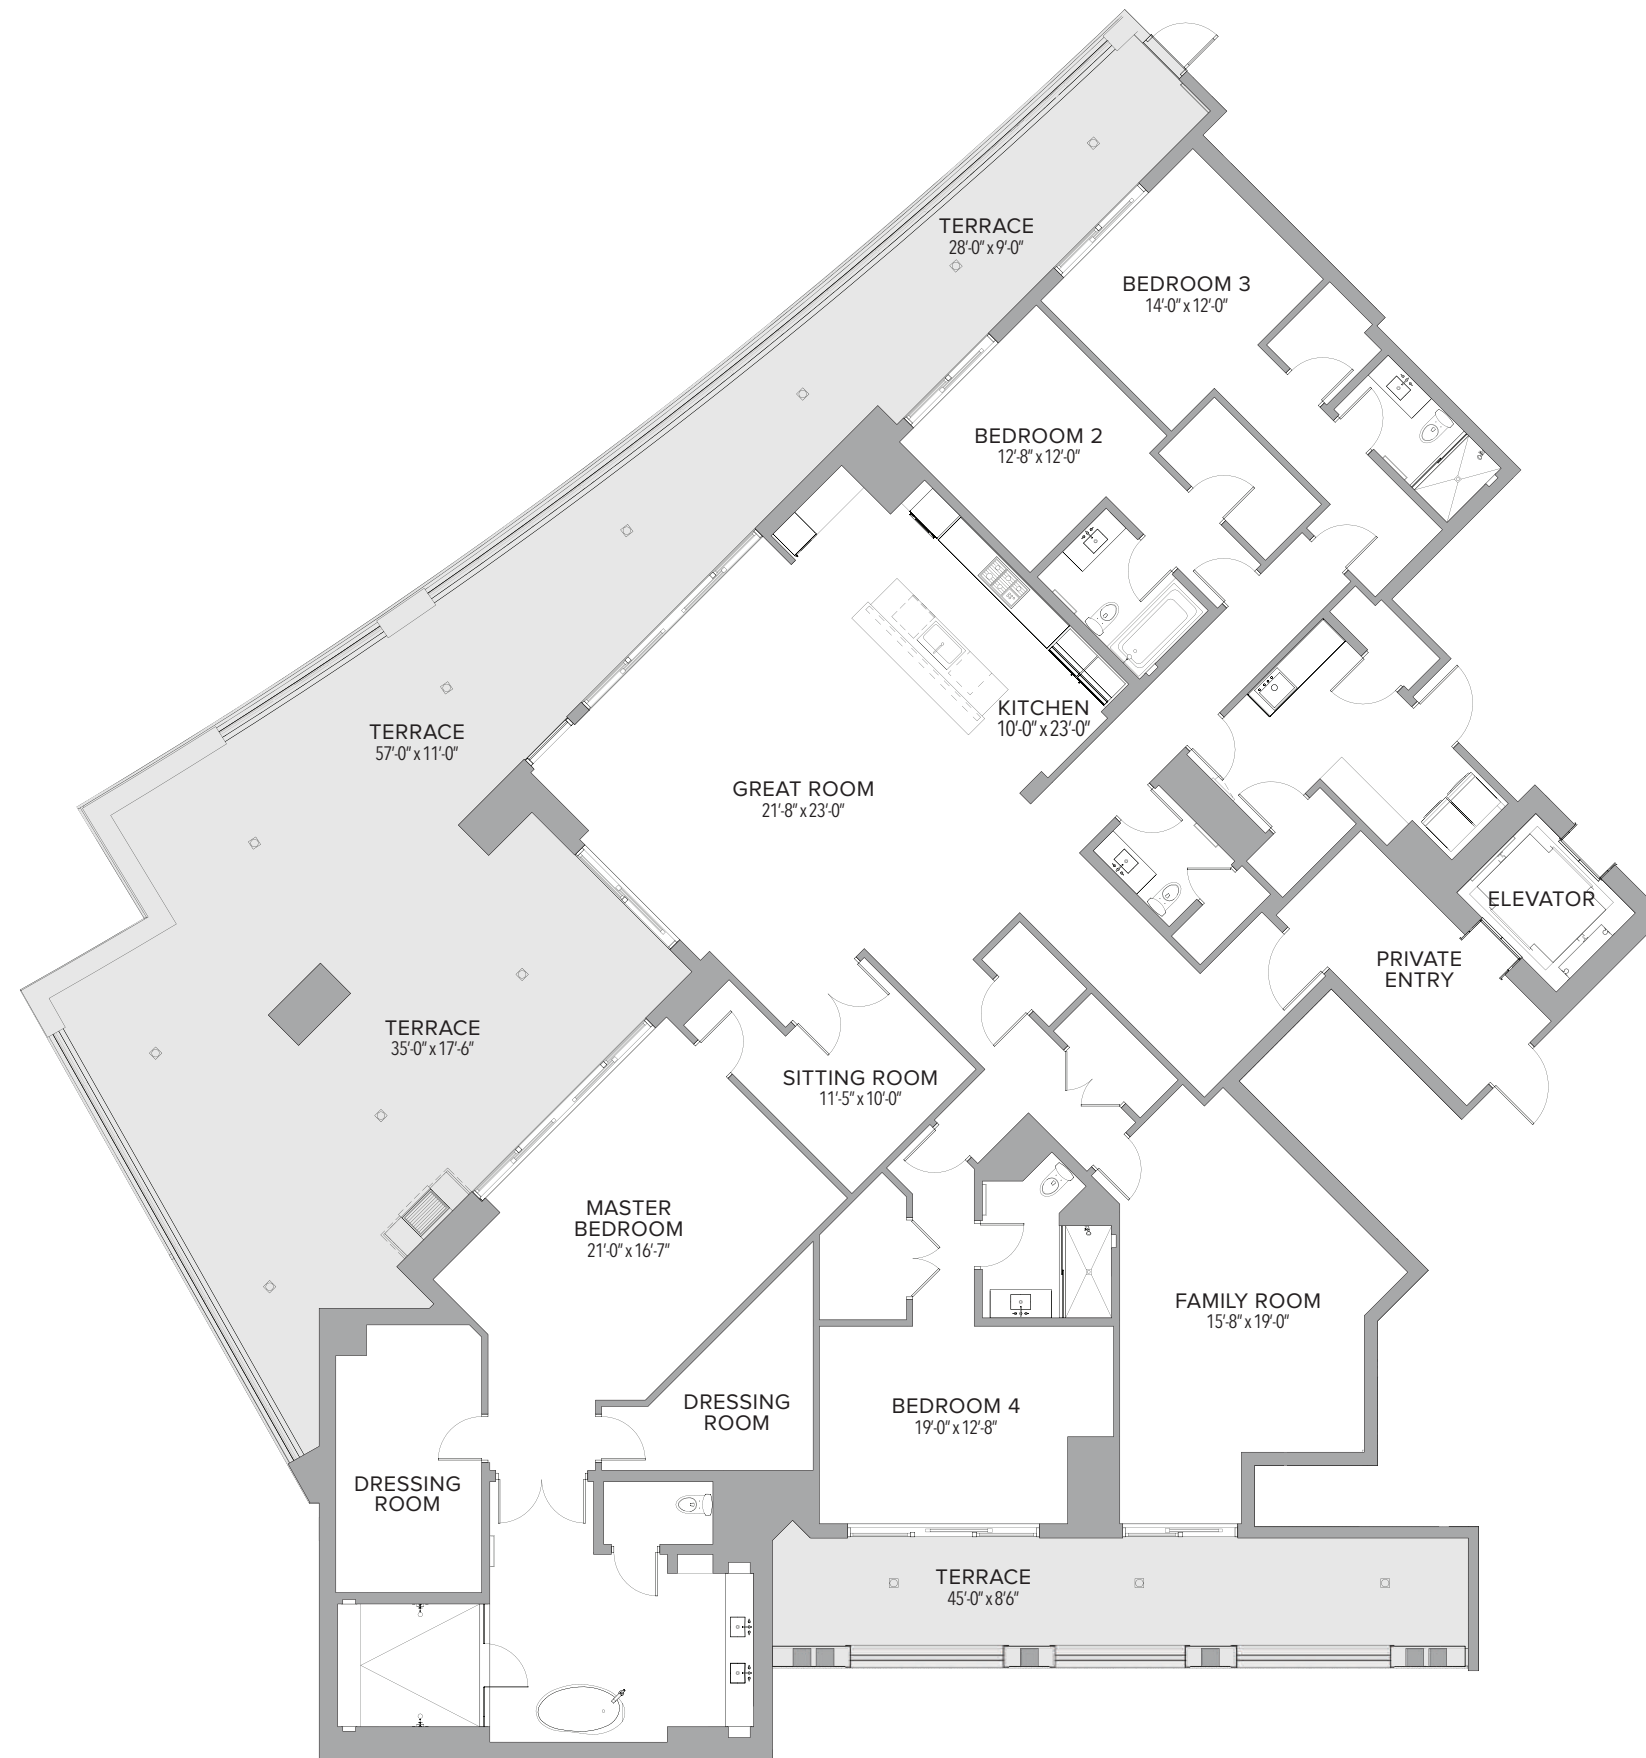 TERRACE
28'-0" x 9'-0"
BEDROOM 3
14'-0" x 12'-0"
BEDROOM 2
12'-8" x 12'-0"
KITCHEN
10'-0" x 23'-0"
TERRACE
57'-0" x 11'-0"
GREAT ROOM
21'-8" x 23'-0"
ELEVATOR
PRIVATE
ENTRY
TERRACE
35'-0" x 17'-6"
SITTING ROOM
11'-5" x 10'-0"
MASTER
BEDROOM
21'-0" x 16'-7"
FAMILY ROOM
15'-8" x 19'-0"
DRESSING
ROOM
BEDROOM 4
19'-0" x 12'-8"
DRESSING
ROOM
TERRACE
45'-0" x 8'6"